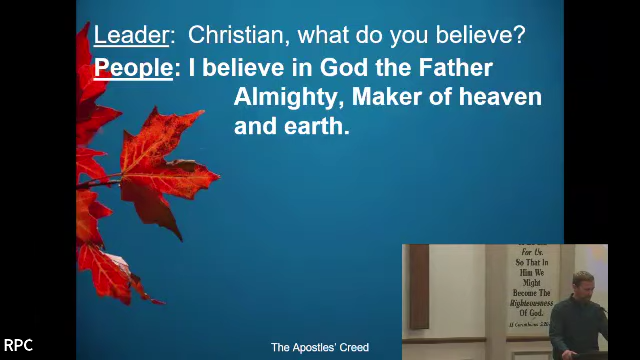 Leader: Christian, what do you believe?
People: I believe in God the Father
Almighty, Maker of heaven
and earth.
For Us.
So That in
Him We
Might
Become The
Righteousness
Of God.
RPC
The Apostles' Creed